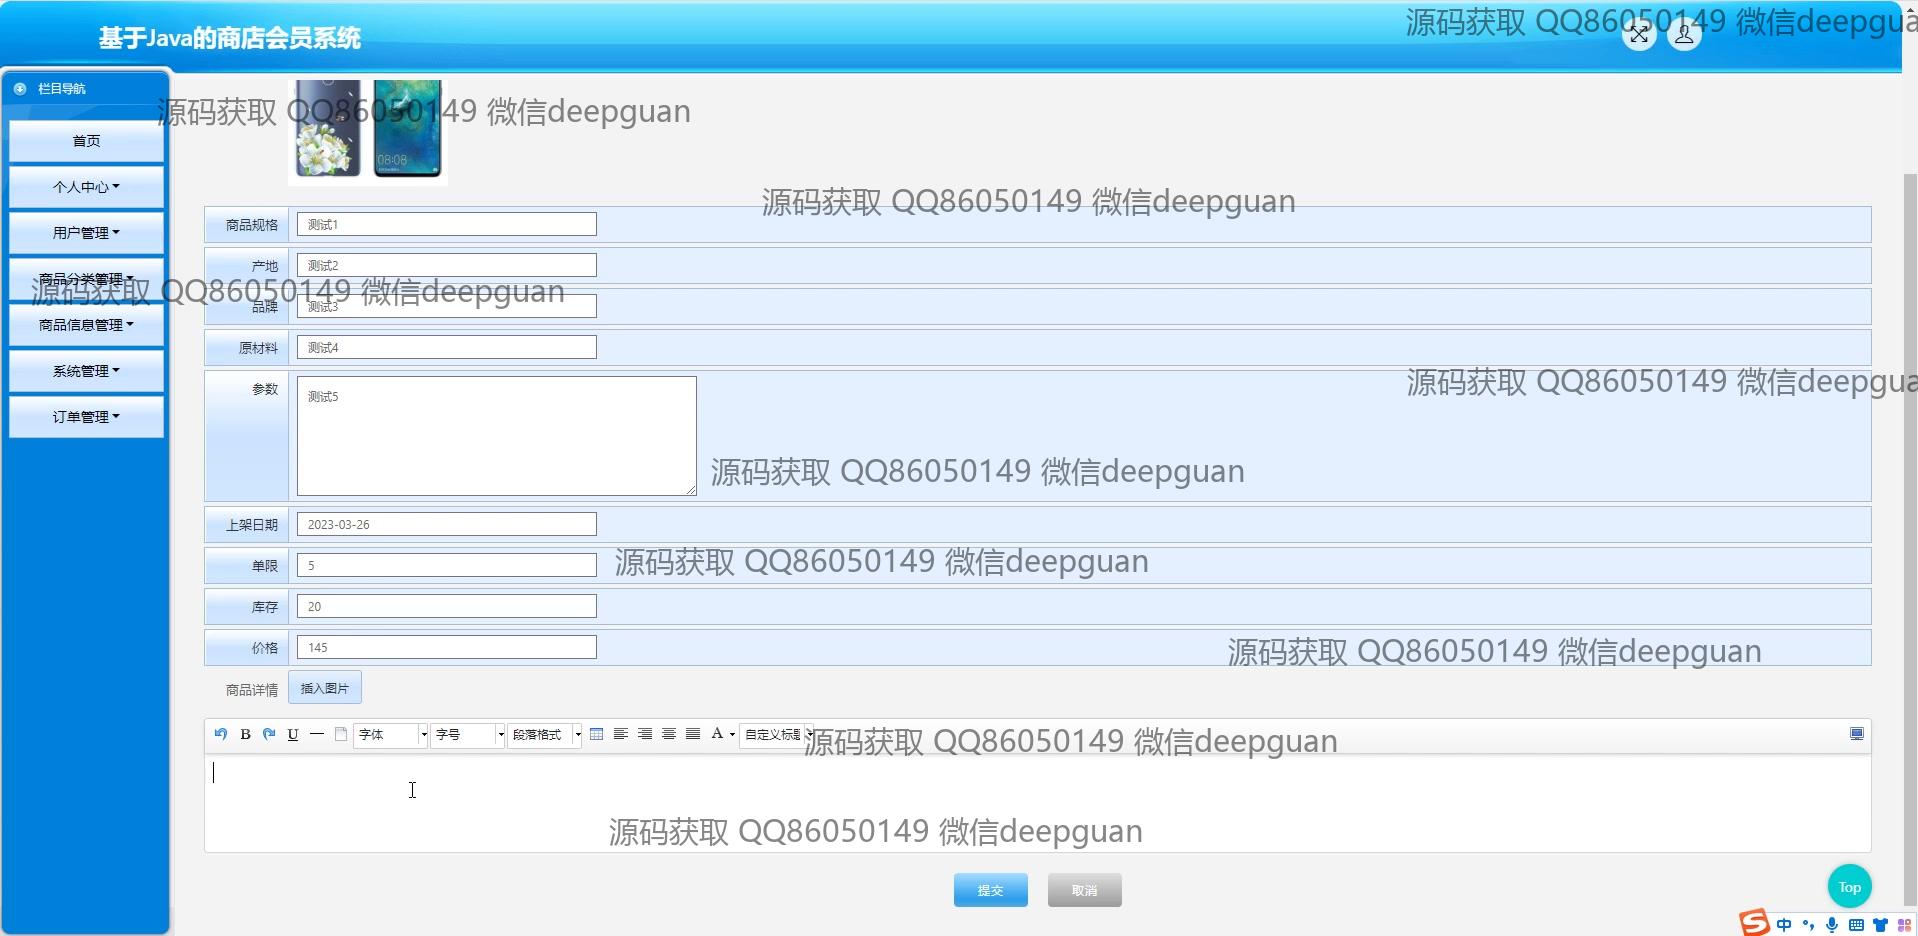 基于Java的商店会员系统
源码获取 QQ86050149 微信deepgua
栏目导航
源码获取 QQ86050149 微信deepguan
08:08
首页
个人中心
用户管理
商品分类管理
源码获取 QQ86050149 微信deepguan
商品信息管理
系统管理
订单管理
源码获取 QQ86050149 微信deepguan
商品规格 测试1
产地 测试2
品牌 测试3
原材料 测试4
源码获取 QQ86050149 微信deepgua
参数 测试5
源码获取 QQ86050149 微信deepguan
上架日期 2023-03-26
单限 5
源码获取 QQ86050149 微信deepguan
库存 20
价格 145
源码获取 QQ86050149 微信deepguan
商品详情 插入图片
B U 字体 字号 段落格式 A 自定义标题
源码获取 QQ86050149 微信deepguan
源码获取 QQ86050149 微信deepguan
提交 取消
Top
S 中